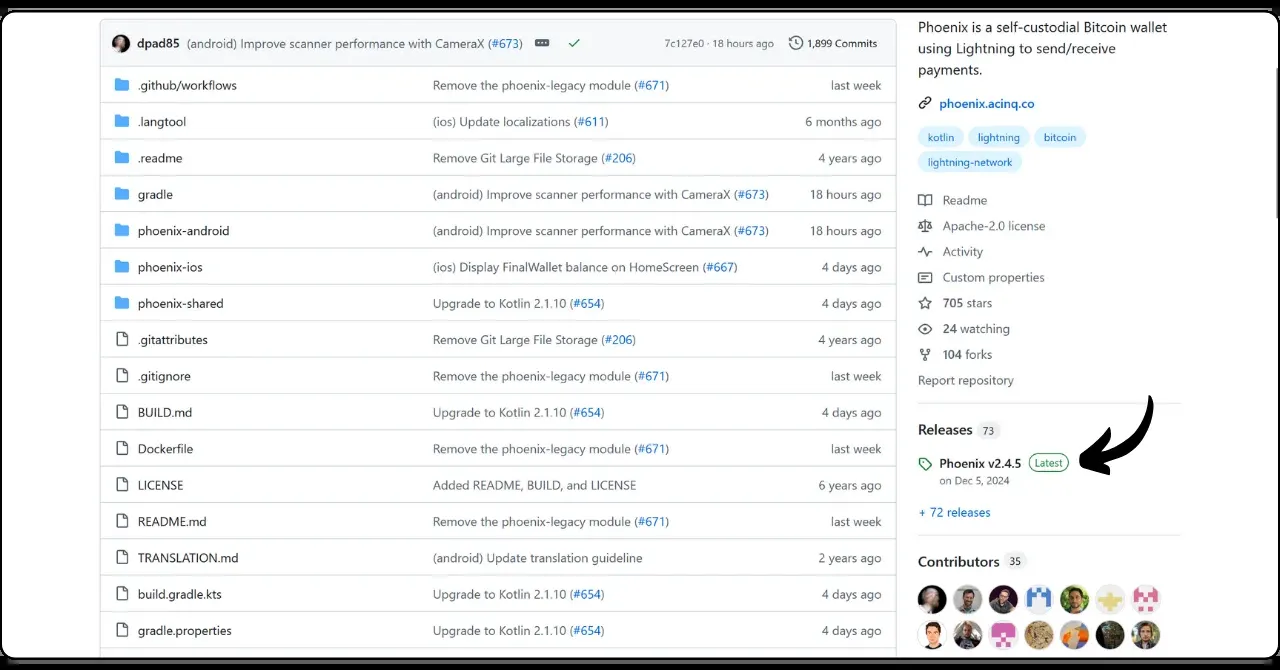 dpad85 (android) Improve scanner performance with CameraX (#673) 7c127e0 · 18 hours ago 1,899 Commits
.github/workflows Remove the phoenix-legacy module (#671) last week
.langtool (ios) Update localizations (#611) 6 months ago
.readme Remove Git Large File Storage (#206) 4 years ago
gradle (android) Improve scanner performance with CameraX (#673) 18 hours ago
phoenix-android (android) Improve scanner performance with CameraX (#673) 18 hours ago
phoenix-ios (ios) Display FinalWallet balance on HomeScreen (#667) 4 days ago
phoenix-shared Upgrade to Kotlin 2.1.10 (#654) 4 days ago
.gitattributes Remove Git Large File Storage (#206) 4 years ago
.gitignore Remove the phoenix-legacy module (#671) last week
BUILD.md Upgrade to Kotlin 2.1.10 (#654) 4 days ago
Dockerfile Remove the phoenix-legacy module (#671) last week
LICENSE Added README, BUILD, and LICENSE 6 years ago
README.md Remove the phoenix-legacy module (#671) last week
TRANSLATION.md (android) Update translation guideline 2 years ago
build.gradle.kts Upgrade to Kotlin 2.1.10 (#654) 4 days ago
gradle.properties Upgrade to Kotlin 2.1.10 (#654) 4 days ago
Phoenix is a self-custodial Bitcoin wallet
using Lightning to send/receive
payments.
phoenix.acinq.co
kotlin lightning bitcoin
lightning-network
Readme
Apache-2.0 license
Activity
Custom properties
705 stars
24 watching
104 forks
Report repository
Releases 73
Phoenix v2.4.5 Latest
on Dec 5, 2024
+ 72 releases
Contributors 35